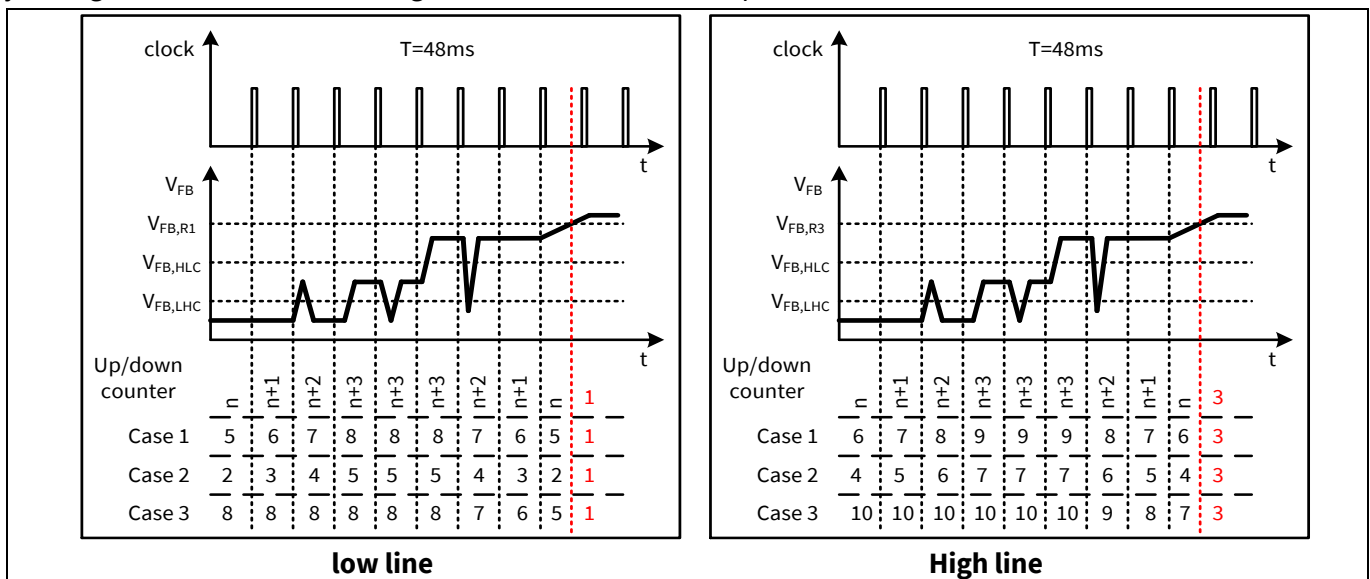 clock T=48ms
t
VFB
VFB,R1
VFB,HLC
VFB,LHC
t
Up/down
counter n n+1 n+2 n+3 n+3 n+3 n+2 n+1 n 1
Case 1 5 6 7 8 8 8 7 6 5 1
Case 2 2 3 4 5 5 5 4 3 2 1
Case 3 8 8 8 8 8 8 7 6 5 1
low line
clock T=48ms
t
VFB
VFB,R3
VFB,HLC
VFB,LHC
t
Up/down
counter n n+1 n+2 n+3 n+3 n+3 n+2 n+1 n 3
Case 1 6 7 8 9 9 9 8 7 6 3
Case 2 4 5 6 7 7 7 6 5 4 3
Case 3 10 10 10 10 10 10 9 8 7 3
High line